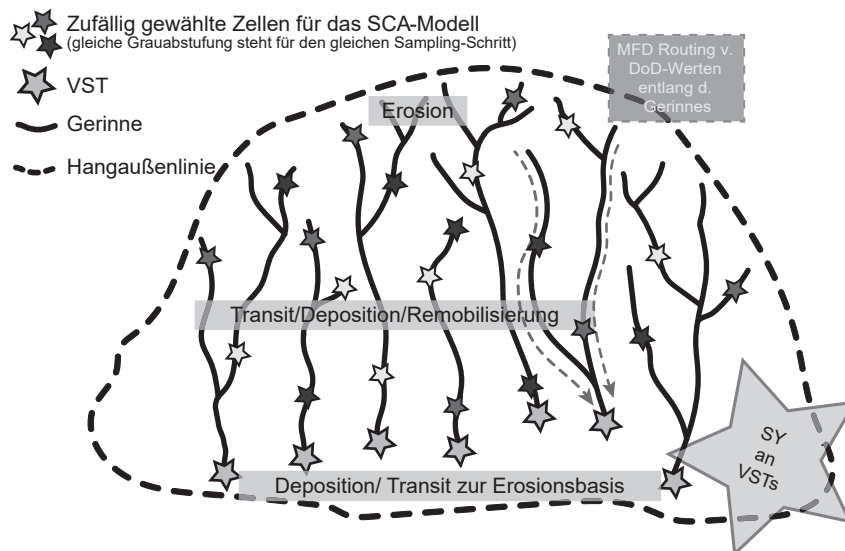 Zufällig gewählte Zellen für das SCA-Modell
(gleiche Grauabstufung steht für den gleichen Sampling-Schritt)
VST
Gerinne
Hangaußenlinie
MFD Routing v.
DoD-Werten
entlang d.
Gerinnes
Erosion
Transit/Deposition/Remobilisierung
Deposition/ Transit zur Erosionsbasis
SY
an
VSTs